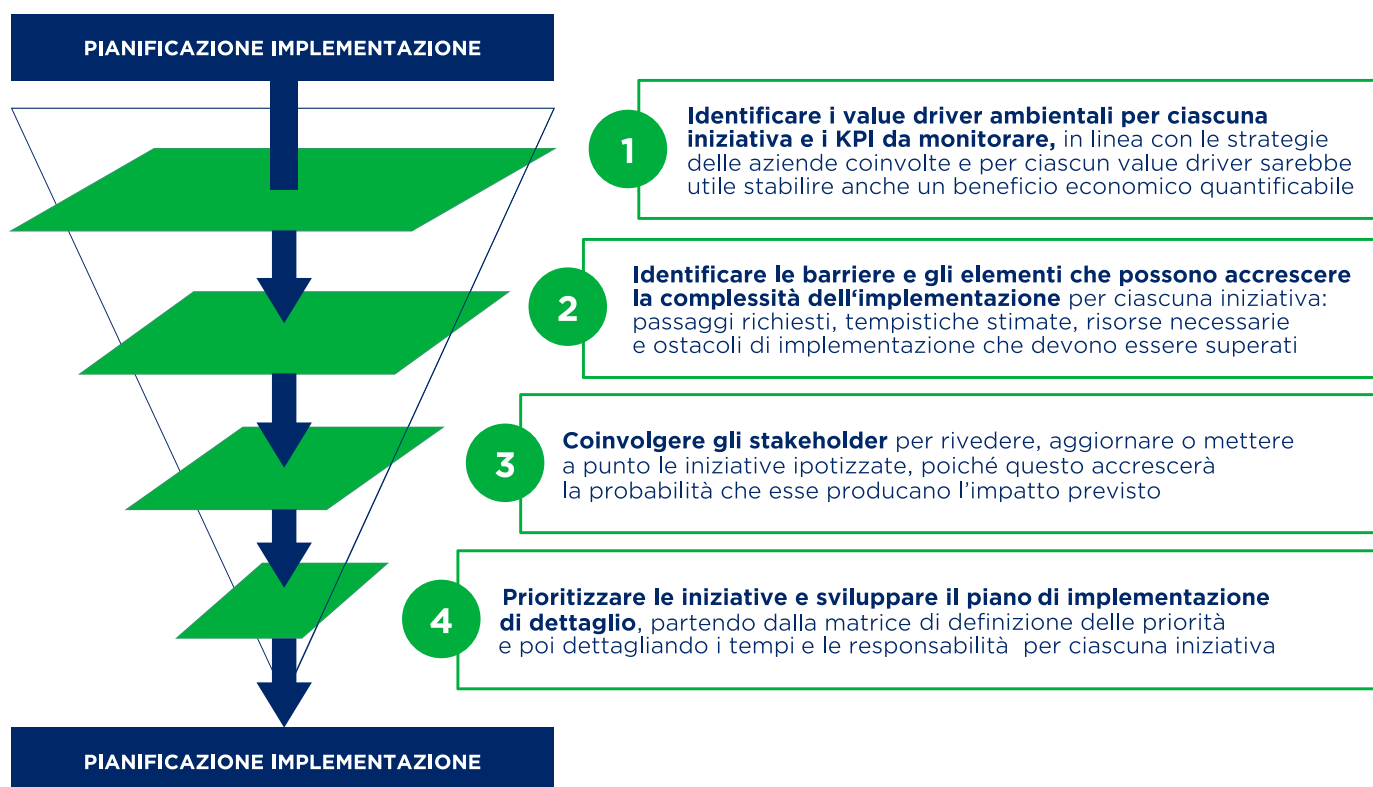 PIANIFICAZIONE IMPLEMENTAZIONE
1
Identificare i value driver ambientali per ciascuna
iniziativa e i KPI da monitorare, in linea con le strategie
delle aziende coinvolte e per ciascun value driver sarebbe
utile stabilire anche un beneficio economico quantificabile
2
Identificare le barriere e gli elementi che possono accrescere
la complessità dell‘implementazione per ciascuna iniziativa:
passaggi richiesti, tempistiche stimate, risorse necessarie
e ostacoli di implementazione che devono essere superati
3
Coinvolgere gli stakeholder per rivedere, aggiornare o mettere
a punto le iniziative ipotizzate, poiché questo accrescerà
la probabilità che esse producano l’impatto previsto
4
Prioritizzare le iniziative e sviluppare il piano di implementazione
di dettaglio, partendo dalla matrice di definizione delle priorità
e poi dettagliando i tempi e le responsabilità per ciascuna iniziativa
PIANIFICAZIONE IMPLEMENTAZIONE